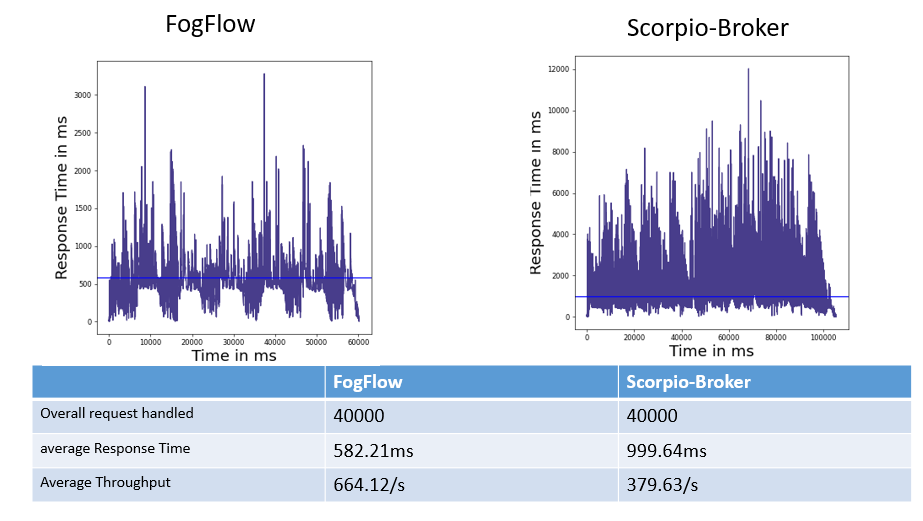 FogFlow
Scorpio-Broker
3000
2500
2000
1500
1000
500
0
Response Time in ms
0 10000 20000 30000 40000 50000 60000
Time in ms
12000
10000
8000
6000
4000
2000
0
Response Time in ms
0 20000 40000 60000 80000 100000
Time in ms
FogFlow Scorpio-Broker
Overall request handled 40000 40000
average Response Time 582.21ms 999.64ms
Average Throughput 664.12/s 379.63/s